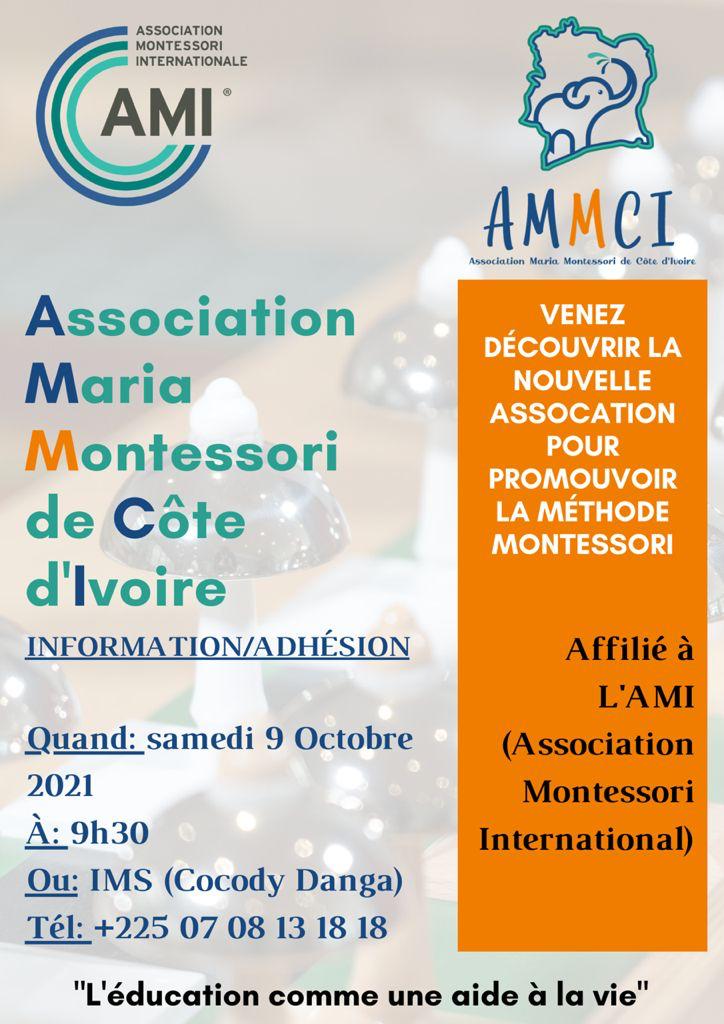 ASSOCIATION
MONTESSORI
INTERNATIONALE
AMI®
AMMCI
Association Maria Montessori de Côte d'Ivoire
Association
Maria
Montessori
de Côte
d'Ivoire
INFORMATION/ADHÉSION
Quand: samedi 9 Octobre
2021
À: 9h30
Ou: IMS (Cocody Danga)
Tél: +225 07 08 13 18 18
VENEZ
DÉCOUVRIR LA
NOUVELLE
ASSOCATION
POUR
PROMOUVOIR
LA MÉTHODE
MONTESSORI
Affilié à
L'AMI
(Association
Montessori
International)
"L'éducation comme une aide à la vie"